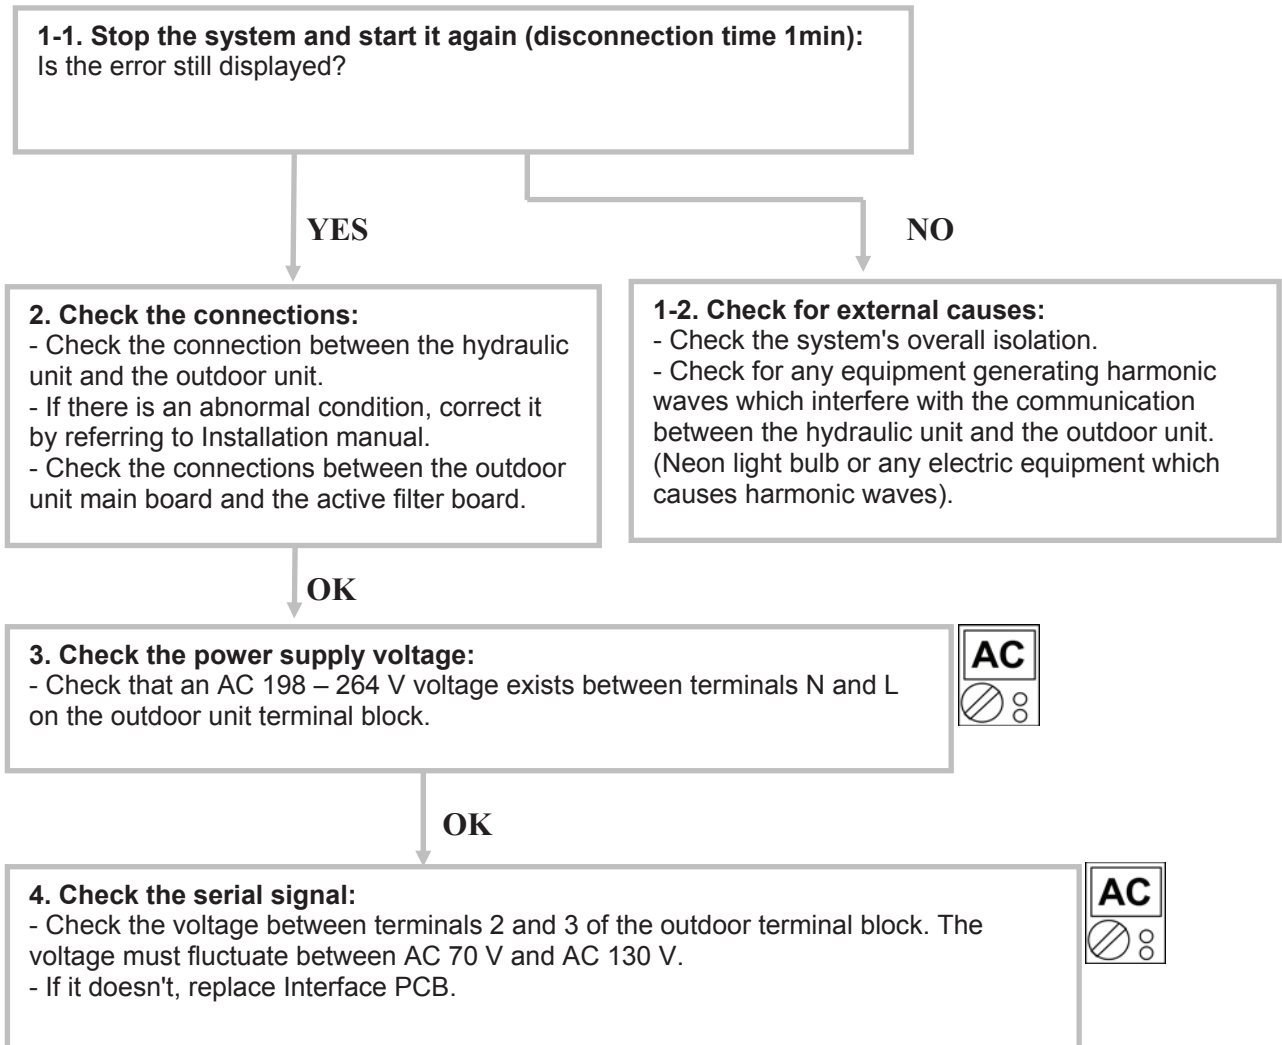 1-1. Stop the system and start it again (disconnection time 1min):
Is the error still displayed?
YES
NO
2. Check the connections:
- Check the connection between the hydraulic
unit and the outdoor unit.
- If there is an abnormal condition, correct it
by referring to Installation manual.
- Check the connections between the outdoor
unit main board and the active filter board.
1-2. Check for external causes:
- Check the system's overall isolation.
- Check for any equipment generating harmonic
waves which interfere with the communication
between the hydraulic unit and the outdoor unit.
(Neon light bulb or any electric equipment which
causes harmonic waves).
OK
3. Check the power supply voltage:
- Check that an AC 198 – 264 V voltage exists between terminals N and L
on the outdoor unit terminal block.
AC
OK
4. Check the serial signal:
- Check the voltage between terminals 2 and 3 of the outdoor terminal block. The
voltage must fluctuate between AC 70 V and AC 130 V.
- If it doesn't, replace Interface PCB.
AC